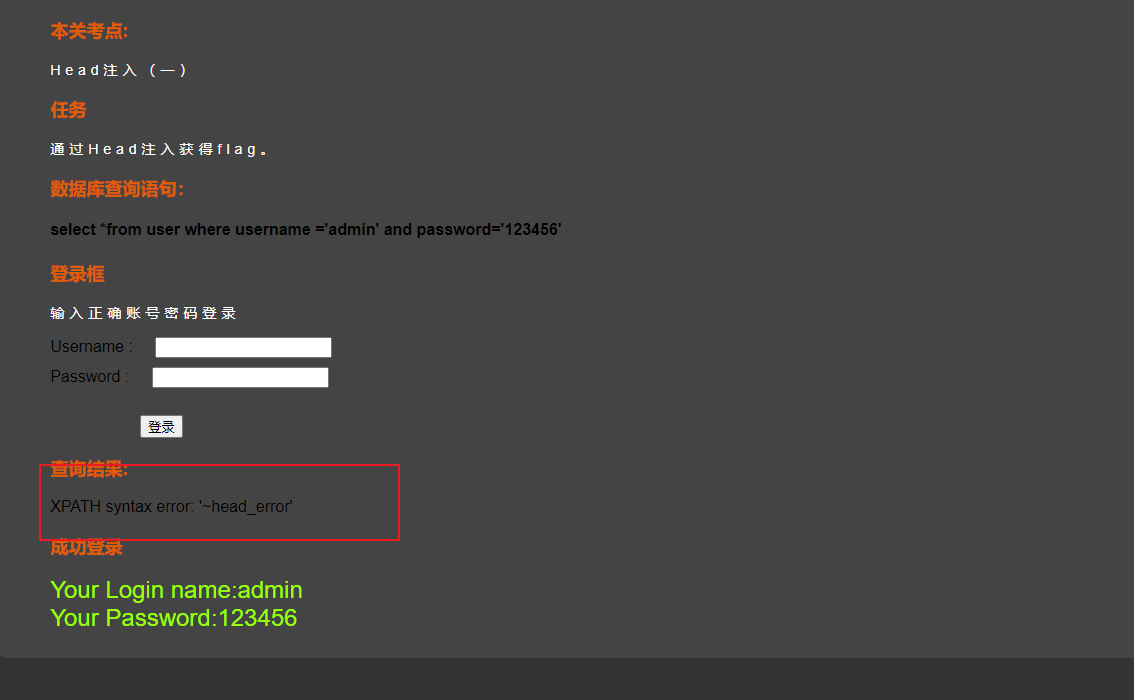 本关考点:
Head注入（一）
任务
通过Head注入获得flag。
数据库查询语句:
select *from user where username ='admin' and password='123456'
登录框
输入正确账号密码登录
Username :
Password :
登录
查询结果:
XPATH syntax error: '~head_error'
成功登录
Your Login name:admin
Your Password:123456